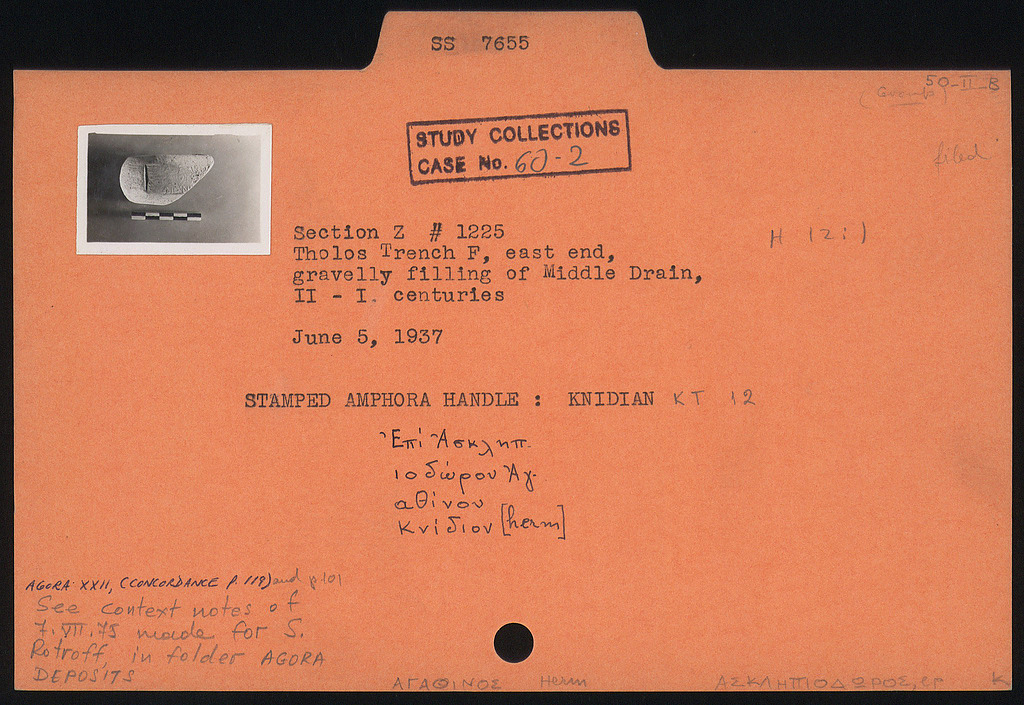 SS 7655
50-II-B
STUDY COLLECTIONS
CASE No. 60-2
filed
Section Z # 1225
H 12:1
Tholos Trench F, east end,
gravelly filling of Middle Drain,
II - I. centuries
June 5, 1937
STAMPED AMPHORA HANDLE : KNIDIAN KT 12
Ἐπὶ Ἀσκληπ-
ιοδώρου Ἀγ-
αθίνου
Κνίδιον [herm]
AGORA XXII, (CONCORDANCE P. 119) and p. 101
See context notes of
7.VII.75 made for S.
Rotroff, in folder AGORA
DEPOSITS
ΑΓΑΘΙΝΟΣ Herm ΑΣΚΛΗΠΙΟΔΩΡΟΣ, ep K